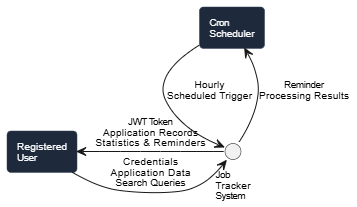 Cron
Scheduler
Hourly
Scheduled Trigger
Reminder
Processing Results
JWT Token
Application Records
Statistics & Reminders
Registered
User
Credentials
Application Data
Search Queries
Job
Tracker
System